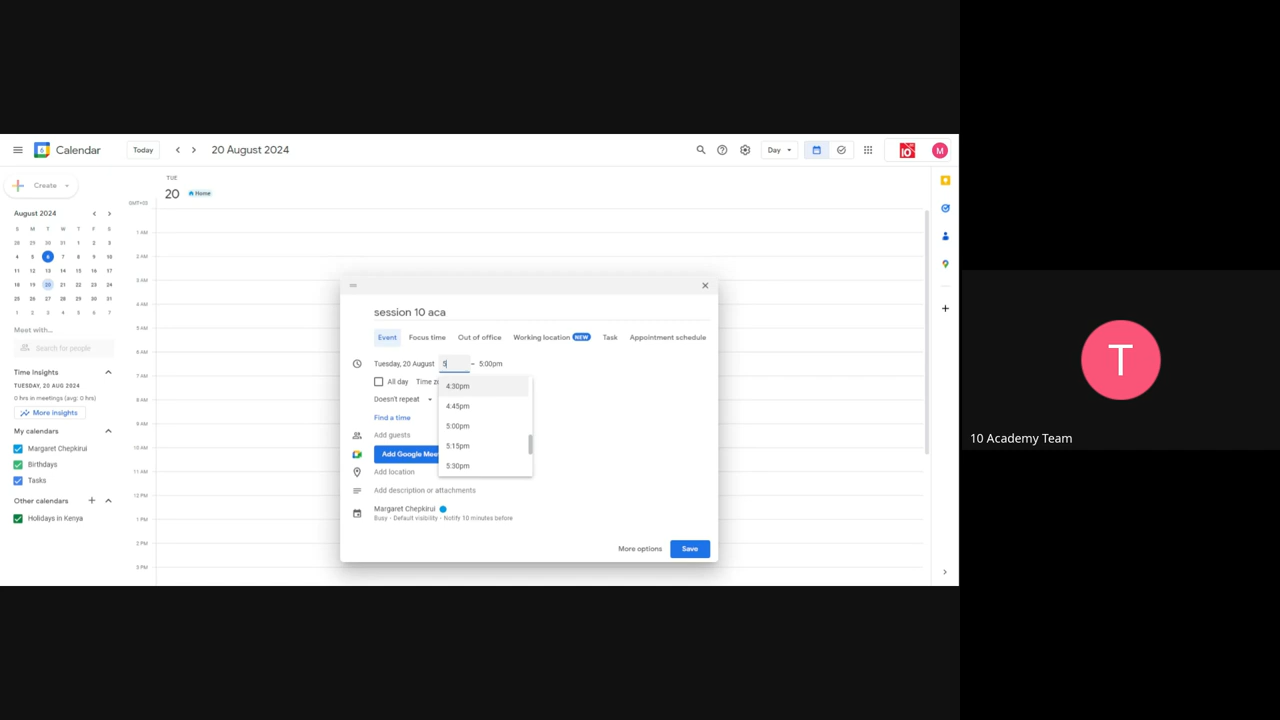 Calendar
Today
20 August 2024
Day
10
M
Create
TUE
20
Home
GMT+03
August 2024
S M T W T F S
28 29 30 31 1 2 3
4 5 6 7 8 9 10
11 12 13 14 15 16 17
18 19 20 21 22 23 24
25 26 27 28 29 30 31
1 2 3 4 5 6 7
Meet with...
Search for people
Time Insights
TUESDAY, 20 AUG 2024
0 hrs in meetings (avg: 0 hrs)
More insights
My calendars
Margaret Chepkirui
Birthdays
Tasks
Other calendars
Holidays in Kenya
1 AM
2 AM
3 AM
4 AM
5 AM
6 AM
7 AM
8 AM
9 AM
10 AM
11 AM
12 PM
1 PM
2 PM
3 PM
session 10 aca
Event Focus time Out of office Working location NEW Task Appointment schedule
Tuesday, 20 August 5 – 5:00pm
All day Time z
Doesn't repeat
Find a time
Add guests
Add Google Mee
Add location
Add description or attachments
Margaret Chepkirui
Busy · Default visibility · Notify 10 minutes before
4:30pm
4:45pm
5:00pm
5:15pm
5:30pm
More options
Save
T
10 Academy Team